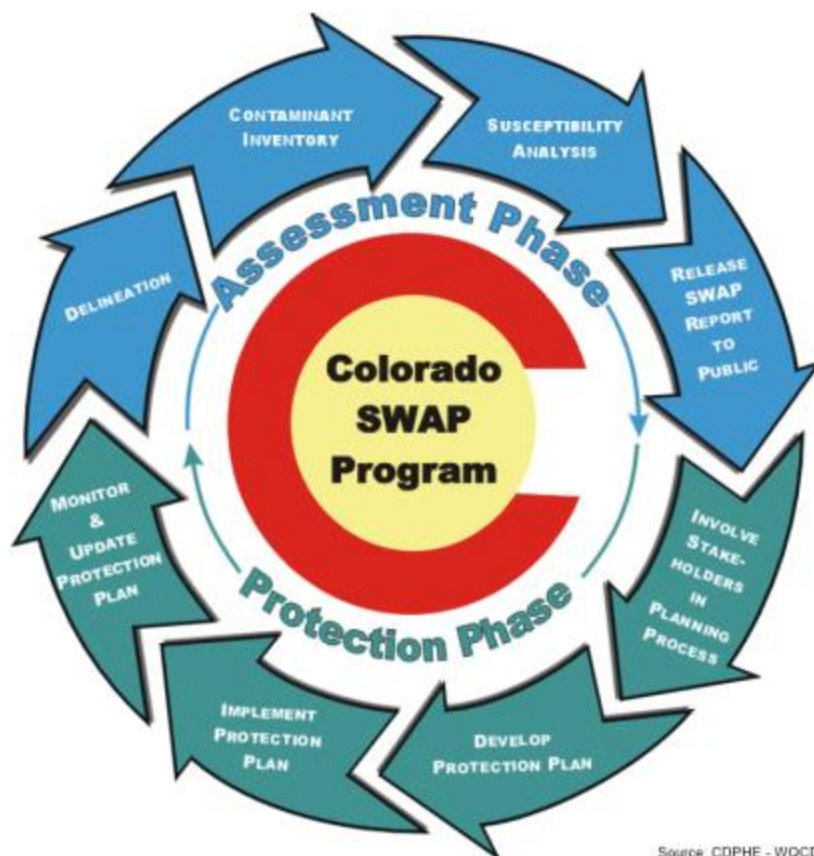 CONTAMINANT
INVENTORY
SUSCEPTIBILITY
ANALYSIS
DELINEATION
Assessment Phase
RELEASE
SWAP
REPORT
TO
PUBLIC
Colorado
SWAP
Program
MONITOR
&
UPDATE
PROTECTION
PLAN
INVOLVE
STAKE-
HOLDERS
IN
PLANNING
PROCESS
Protection Phase
IMPLEMENT
PROTECTION
PLAN
DEVELOP
PROTECTION PLAN
Source: CDPHE - WQCD